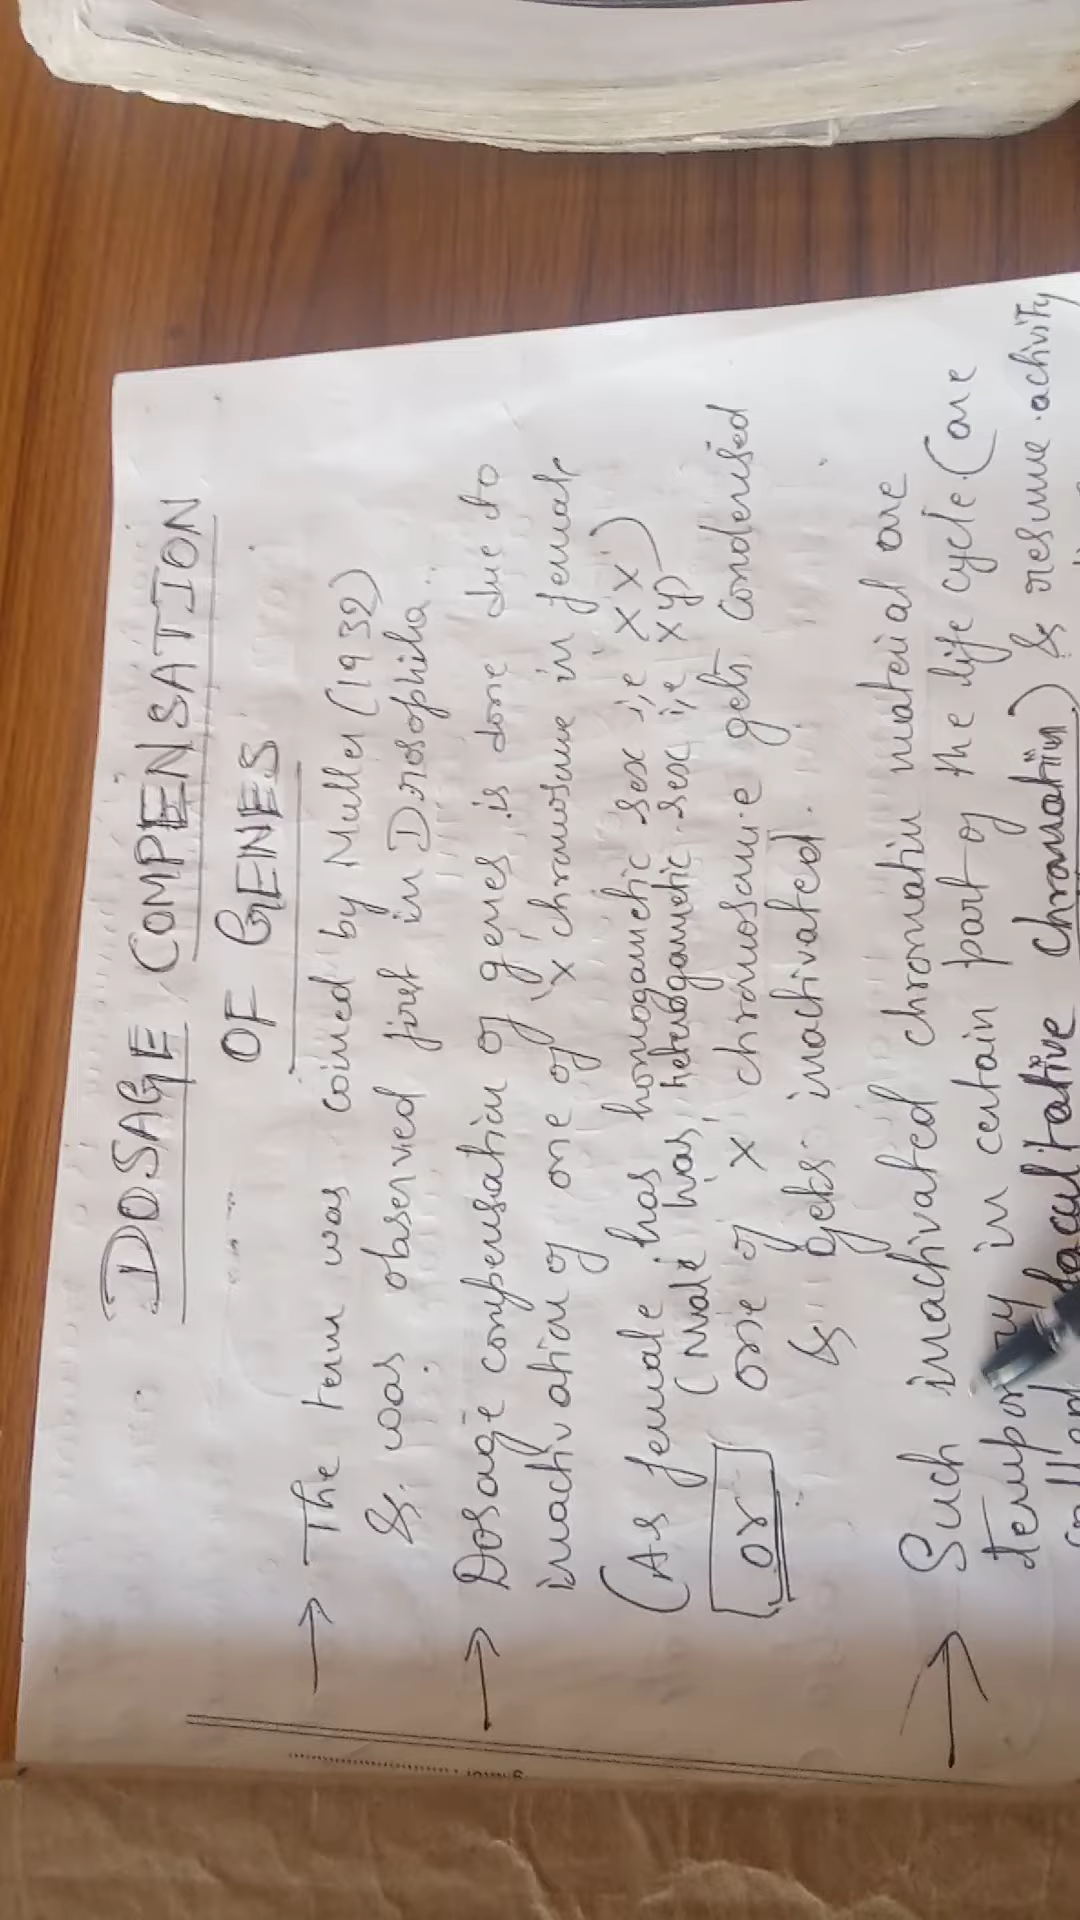 DOSAGE COMPENSATION
OF GENES
→ The term was coined by Muller (1932)
& was observed first in Drosophila.
→ Dosage compensation of genes is done due to
inactivation of one of 'x' chromosome in female
(As female has homogametic sex i,e XX)
(Male has heterogametic sex i,e xy)
or one of x' chromosome gets condensed
& gets inactivated.
→ Such inactivated chromatin material are
in certain part of the life cycle (are
facultative chromatin) & resume activity